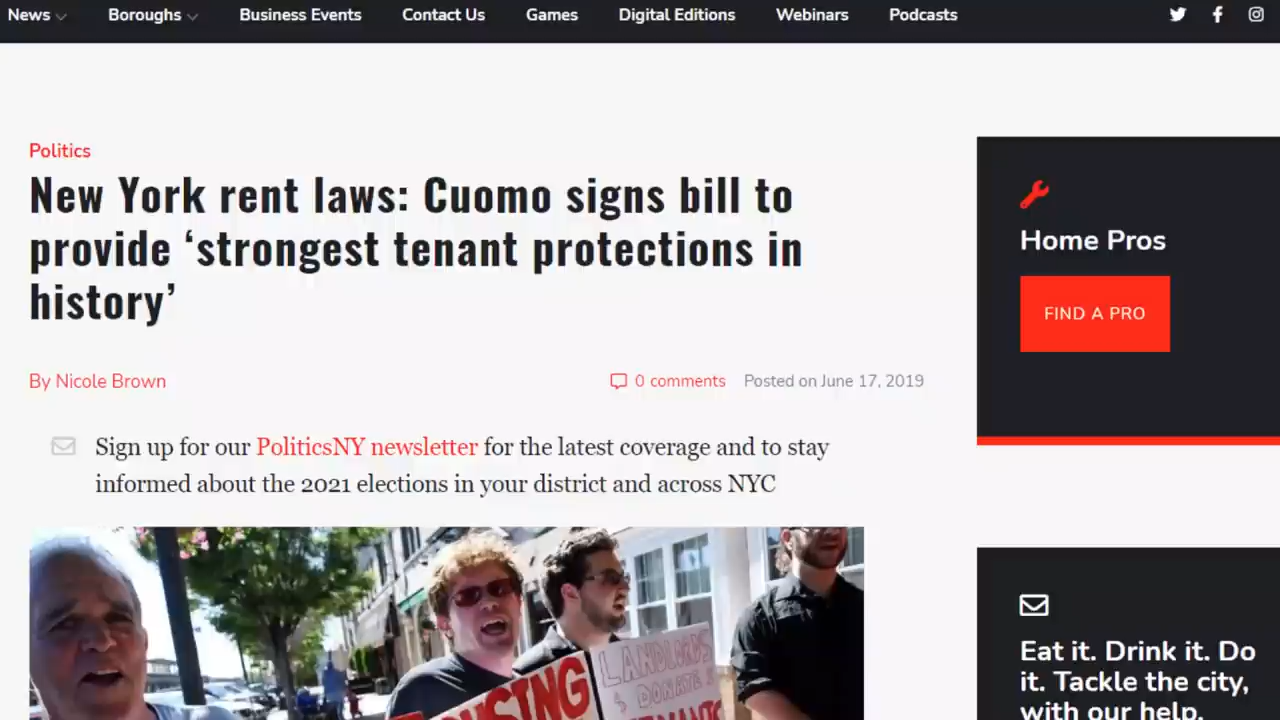 News
Boroughs
Business Events
Contact Us
Games
Digital Editions
Webinars
Podcasts
Politics
New York rent laws: Cuomo signs bill to
provide ‘strongest tenant protections in
history’
By Nicole Brown
0 comments
Posted on June 17, 2019
Sign up for our PoliticsNY newsletter for the latest coverage and to stay
informed about the 2021 elections in your district and across NYC
LANDLORDS
$ DONATE $
Home Pros
FIND A PRO
Eat it. Drink it. Do
it. Tackle the city,
with our help.